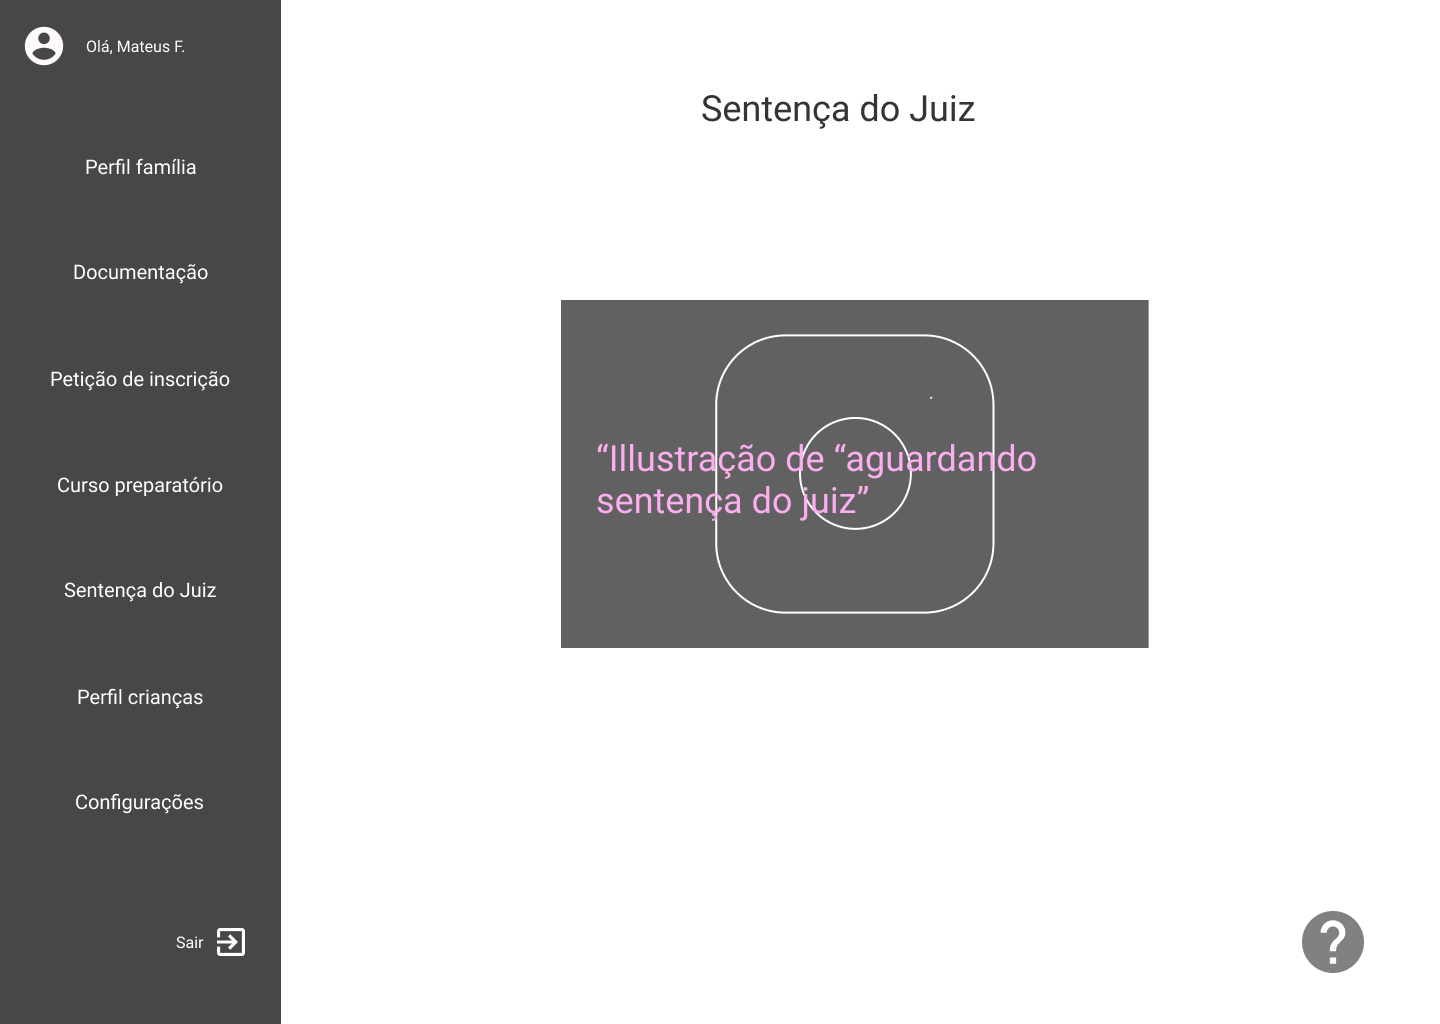 Olá, Mateus F.
Perfil família
Documentação
Petição de inscrição
Curso preparatório
Sentença do Juiz
Perfil crianças
Configurações
Sair
Sentença do Juiz
“Illustração de “aguardando
sentença do juiz”
?